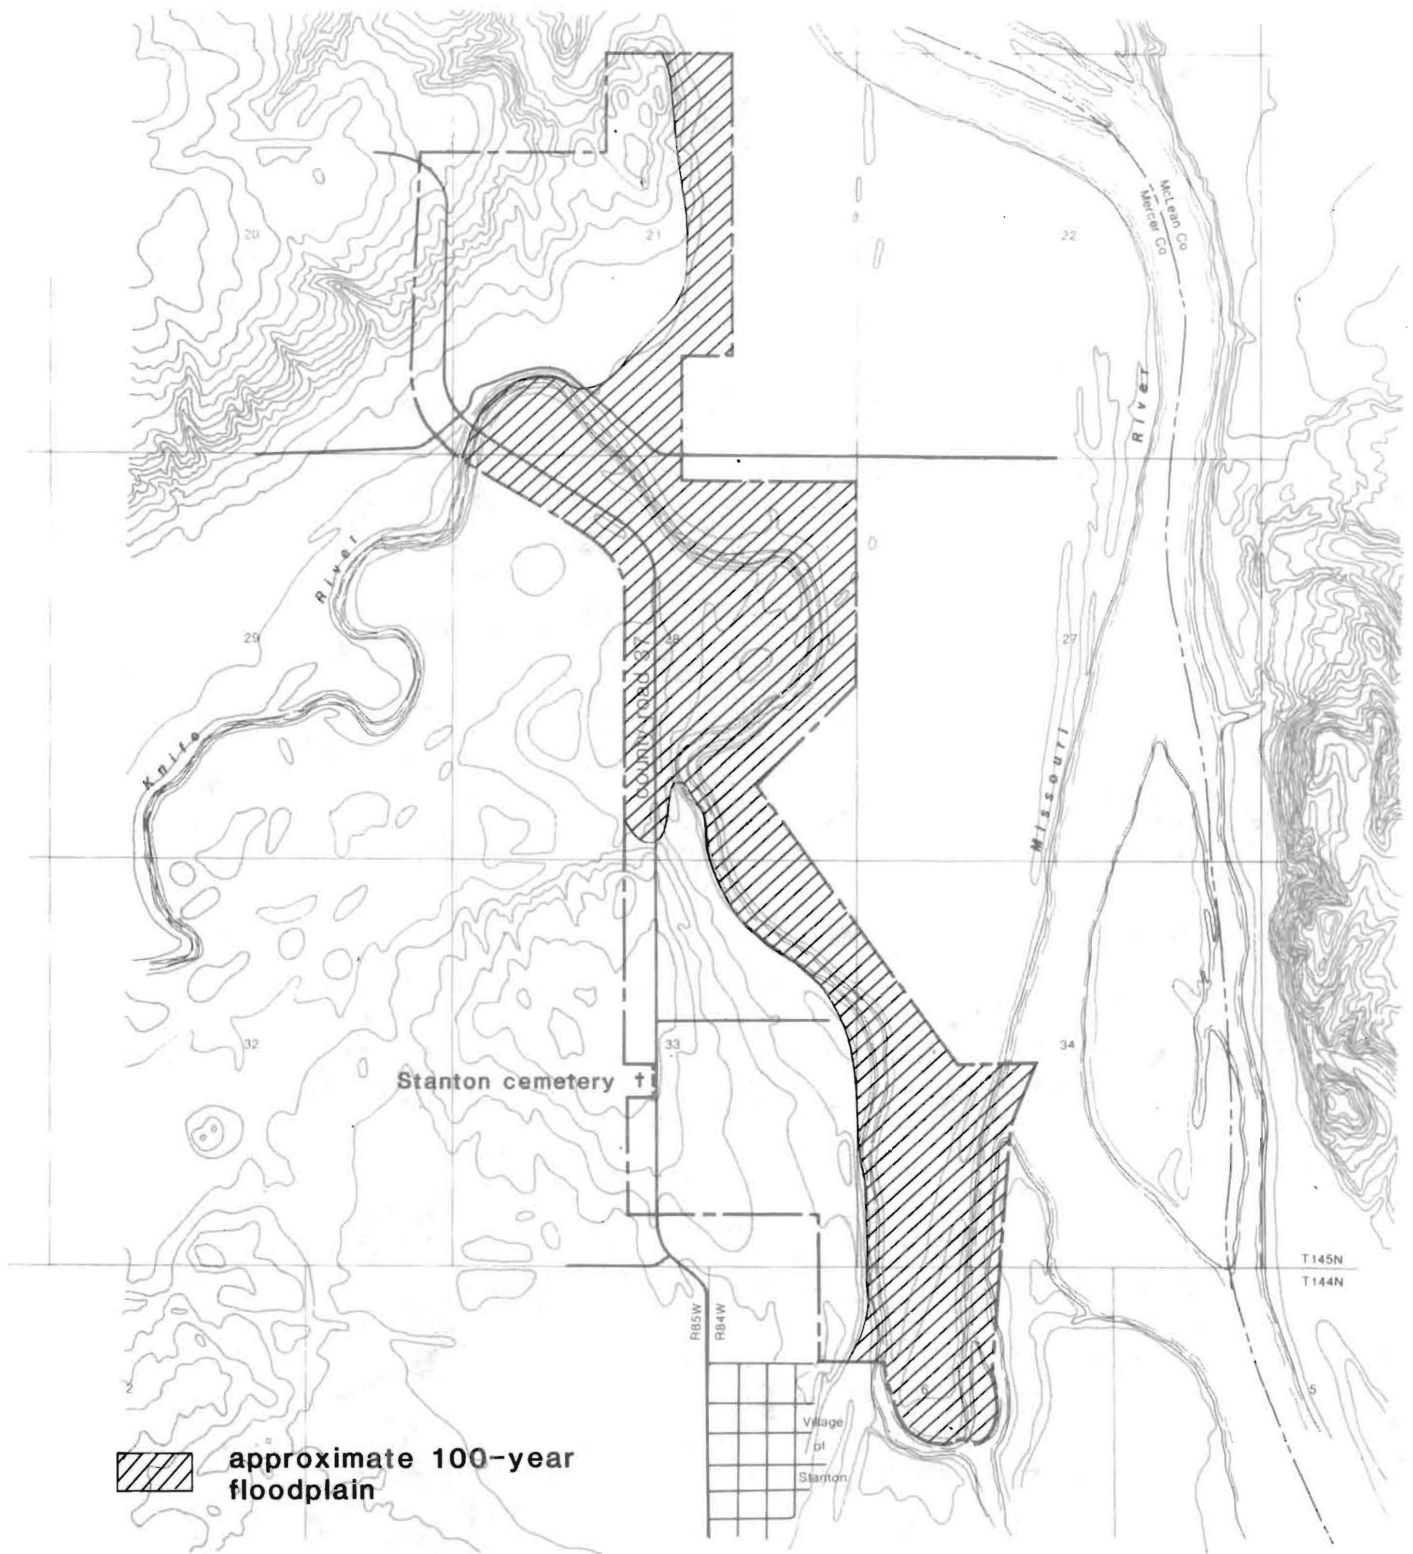 McLean Co
Mercer Co
20
21
22
River
River
29
28
27
county road 37
Knife
Missouri
32
33
34
Stanton cemetery †
T145N
T144N
R85W
R84W
2
6
5
Village
of
Stanton
approximate 100-year
floodplain